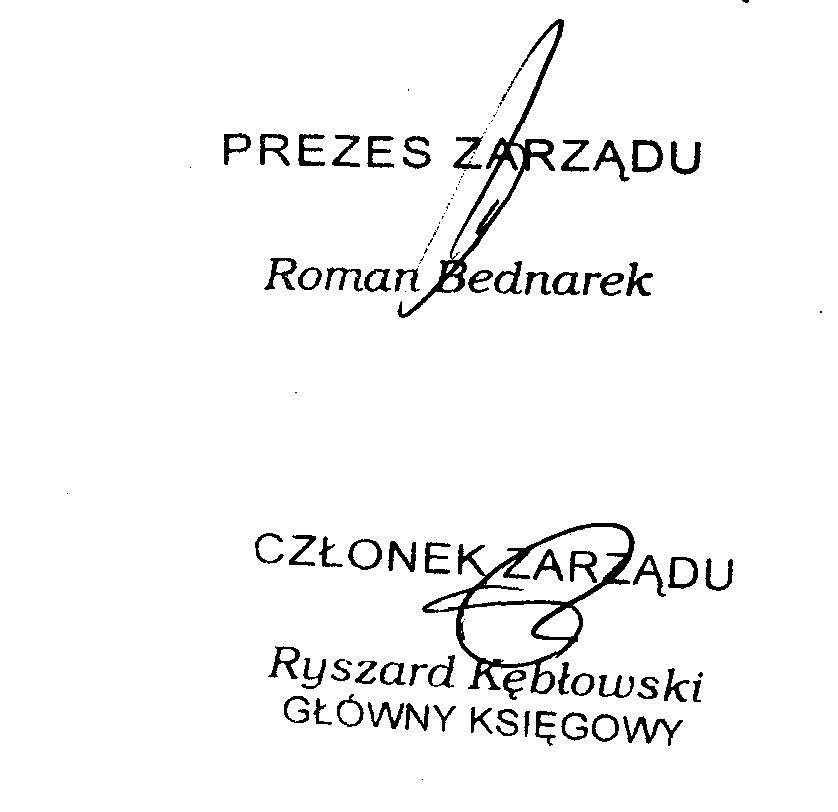 PREZES ZARZĄDU
Roman Bednarek
CZŁONEK ZARZĄDU
Ryszard Kębłowski
GŁÓWNY KSIĘGOWY